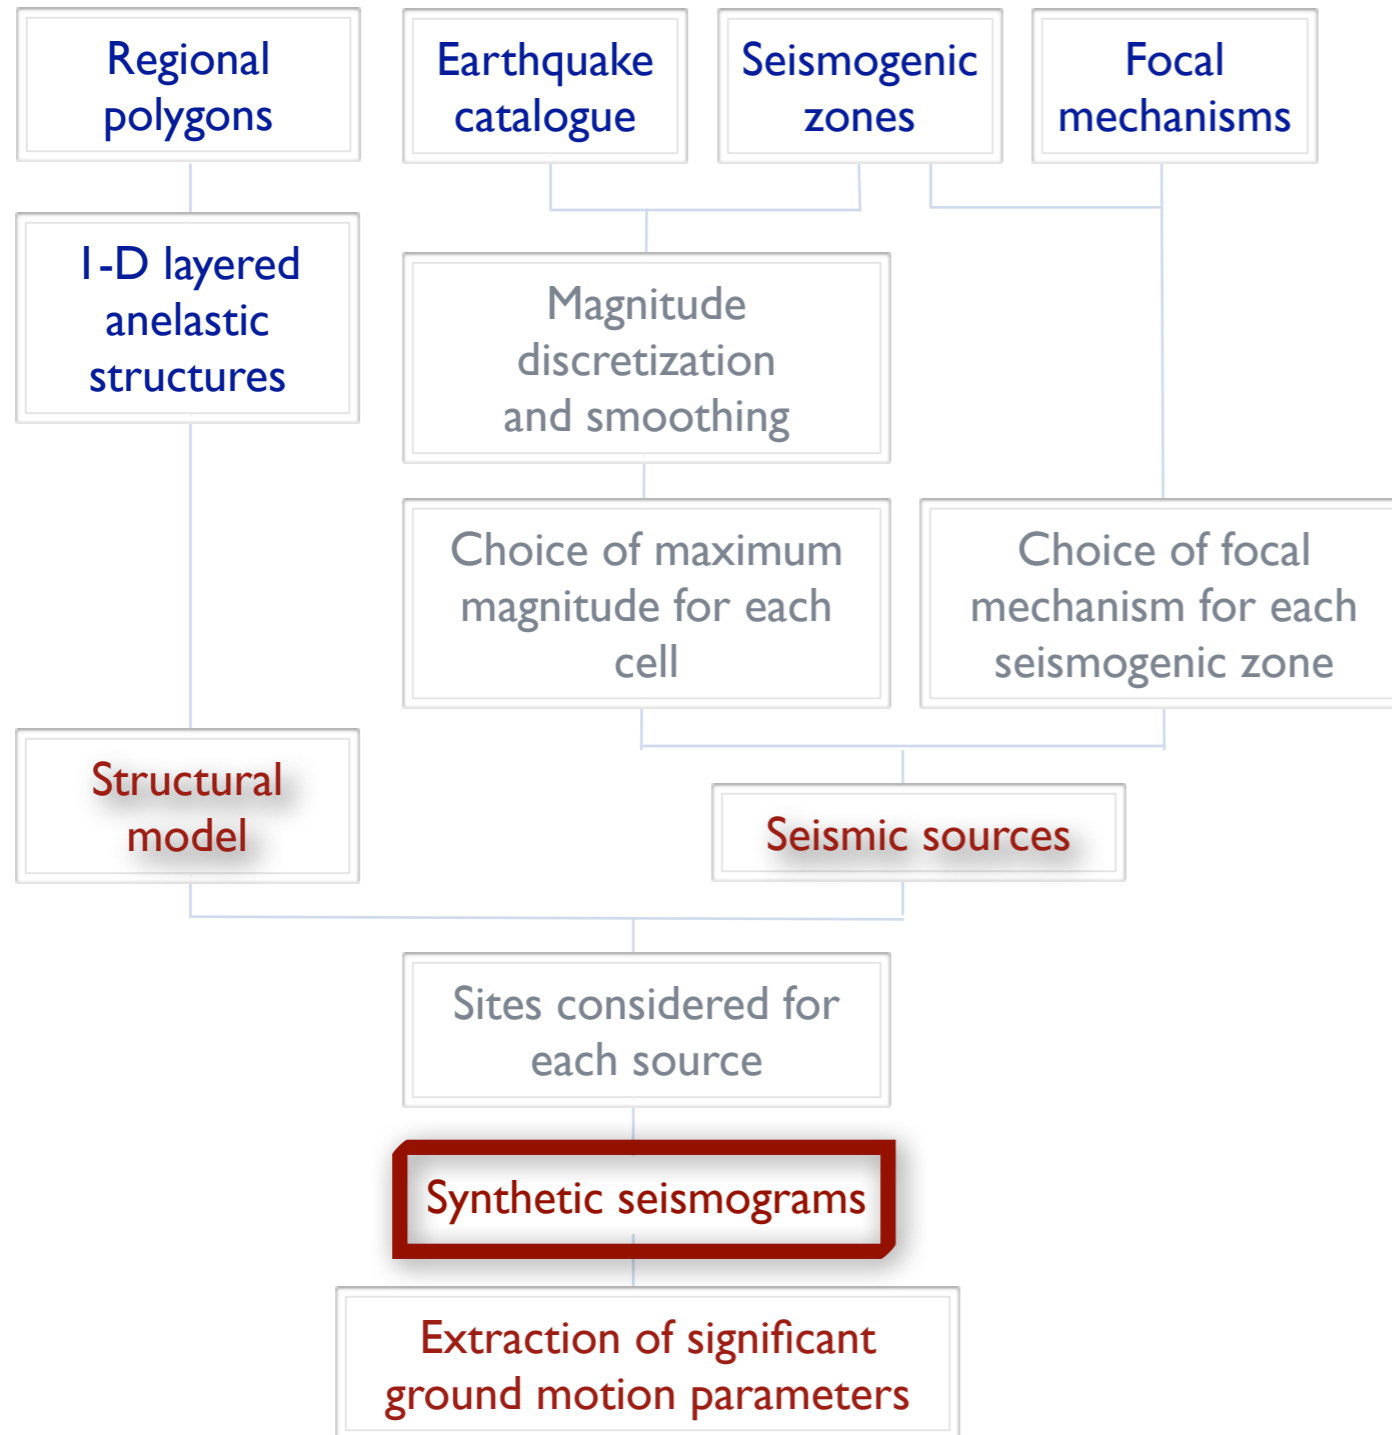 Regional
polygons
Earthquake
catalogue
Seismogenic
zones
Focal
mechanisms
1-D layered
anelastic
structures
Magnitude
discretization
and smoothing
Choice of maximum
magnitude for each
cell
Choice of focal
mechanism for each
seismogenic zone
Structural
model
Seismic sources
Sites considered for
each source
Synthetic seismograms
Extraction of significant
ground motion parameters